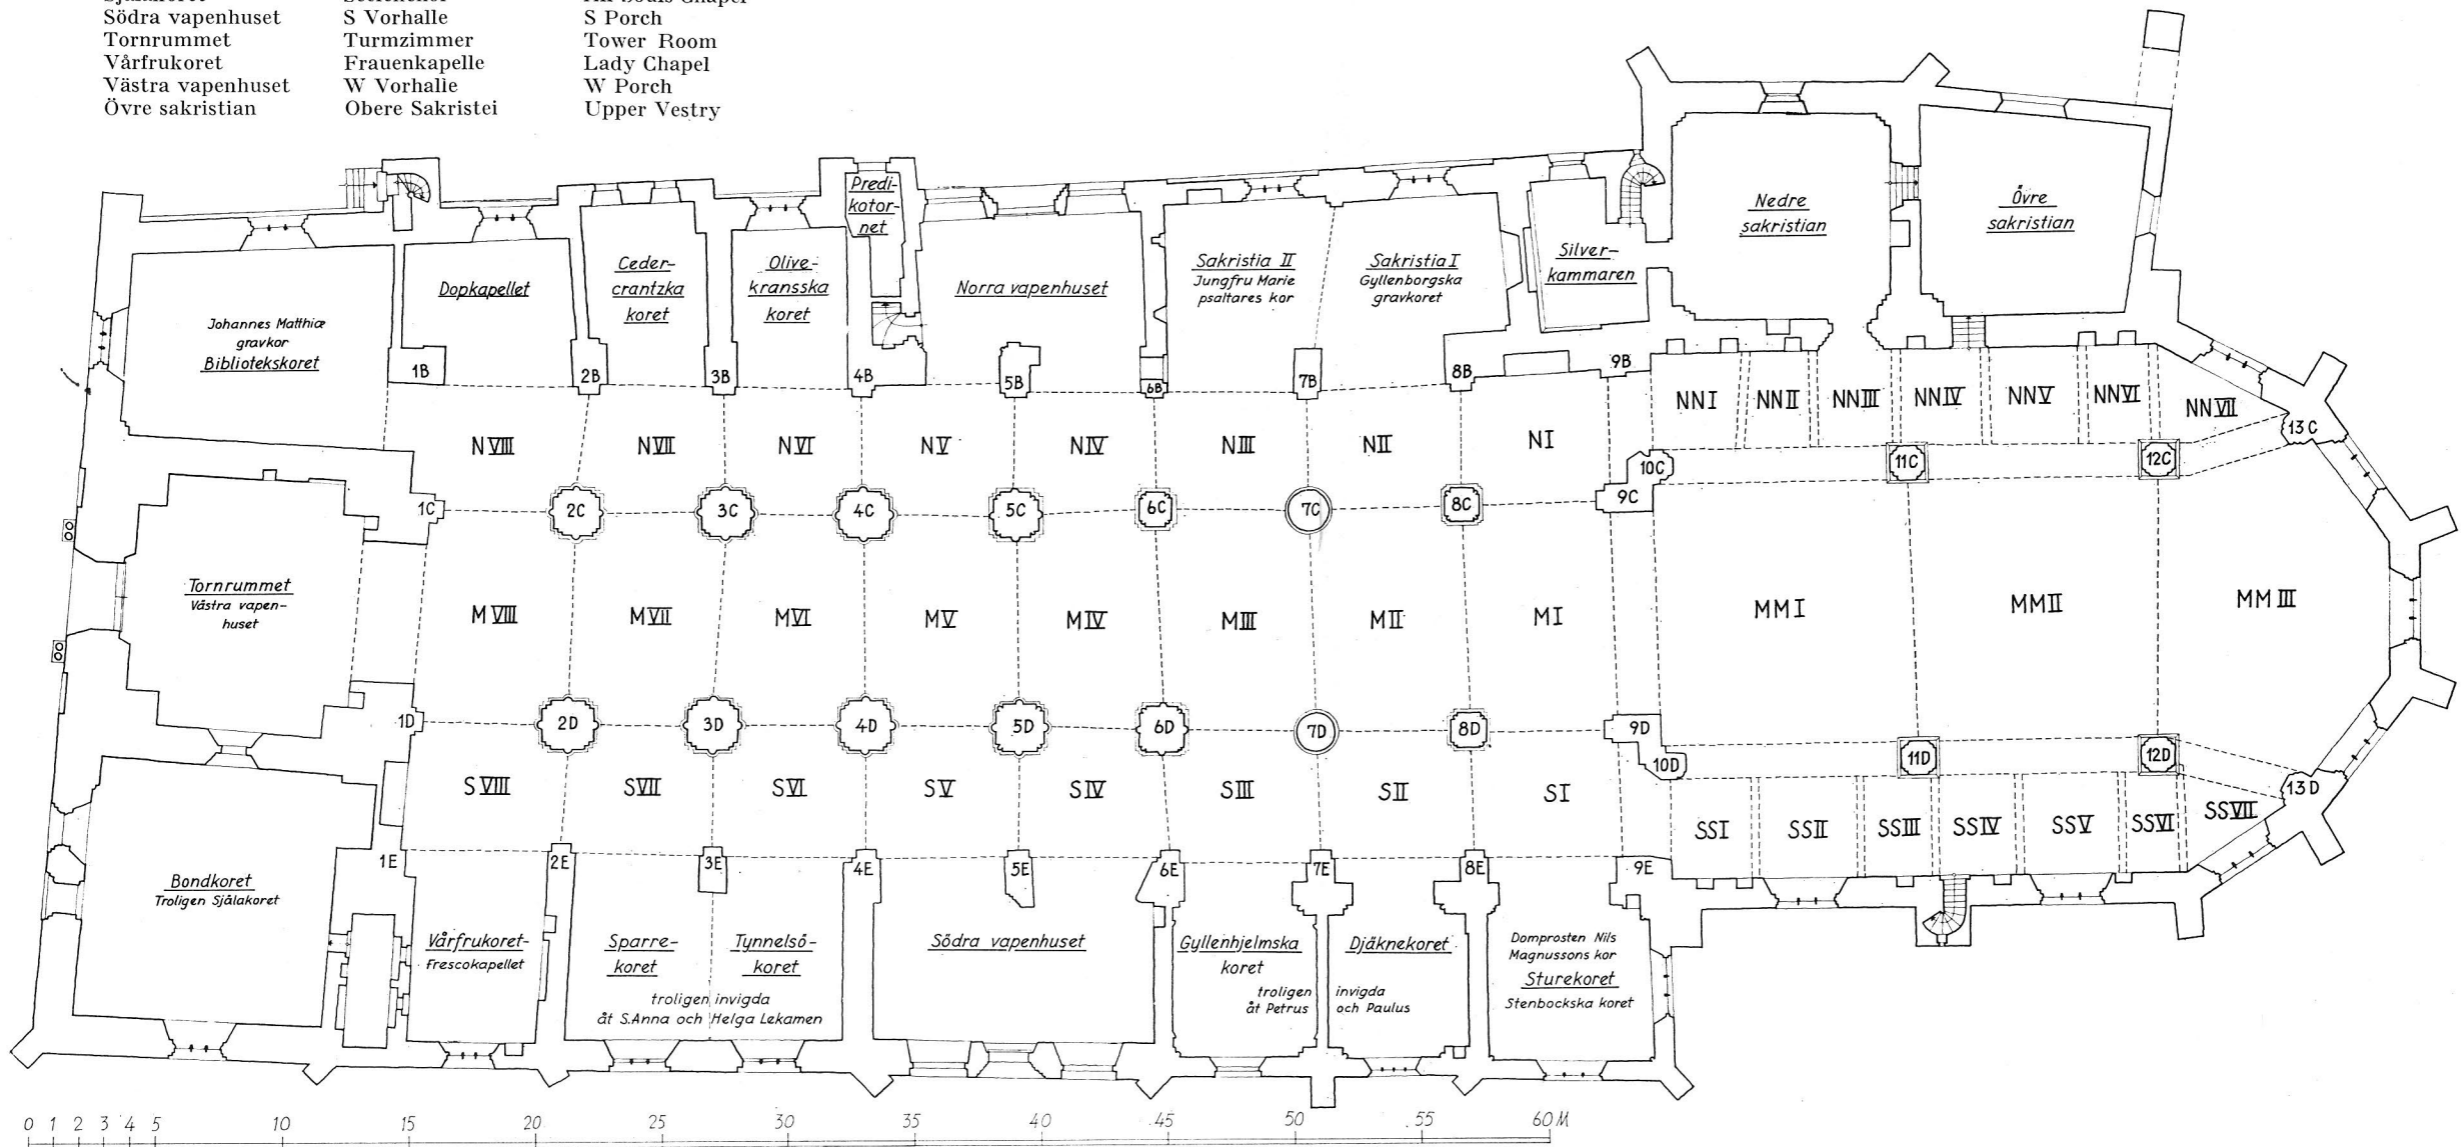 Södra vapenhuset S Vorhalle S Porch
Tornrummet Turmzimmer Tower Room
Vårfrukoret Frauenkapelle Lady Chapel
Västra vapenhuset W Vorhalle W Porch
Övre sakristian Obere Sakristei Upper Vestry
Predi-
kotor-
net
Nedre
sakristian
Övre
sakristian
Johannes Matthiæ
gravkor
Bibliotekskoret
Dopkapellet
Ceder-
crantzka
koret
Olive-
kransska
koret
Norra vapenhuset
Sakristia II
Jungfru Marie
psaltares kor
Sakristia I
Gyllenborgska
gravkoret
Silver-
kammaren
1B 2B 3B 4B 5B 6B 7B 8B 9B
NVIII NVII NVI NV NIV NIII NII NI
NNI NNII NNIII NNIV NNV NNVI NNVII
1C 2C 3C 4C 5C 6C 7C 8C 9C 10C 11C 12C 13C
Tornrummet
Västra vapen-
huset
MVIII MVII MVI MV MIV MIII MII MI MMI MMII MMIII
1D 2D 3D 4D 5D 6D 7D 8D 9D 10D 11D 12D 13D
SVIII SVII SVI SV SIV SIII SII SI
SSI SSII SSIII SSIV SSV SSVI SSVII
1E 2E 3E 4E 5E 6E 7E 8E 9E
Bondkoret
Troligen Själakoret
Vårfrukoret-
Frescokapellet
Sparre-
koret
Tynnelsö-
koret
troligen invigda
åt S.Anna och Helga Lekamen
Södra vapenhuset
Gyllenhjelmska
koret
Djäknekoret
troligen invigda
åt Petrus och Paulus
Domprosten Nils
Magnussons kor
Sturekoret
Stenbockska koret
0 1 2 3 4 5 10 15 20 25 30 35 40 45 50 55 60 M